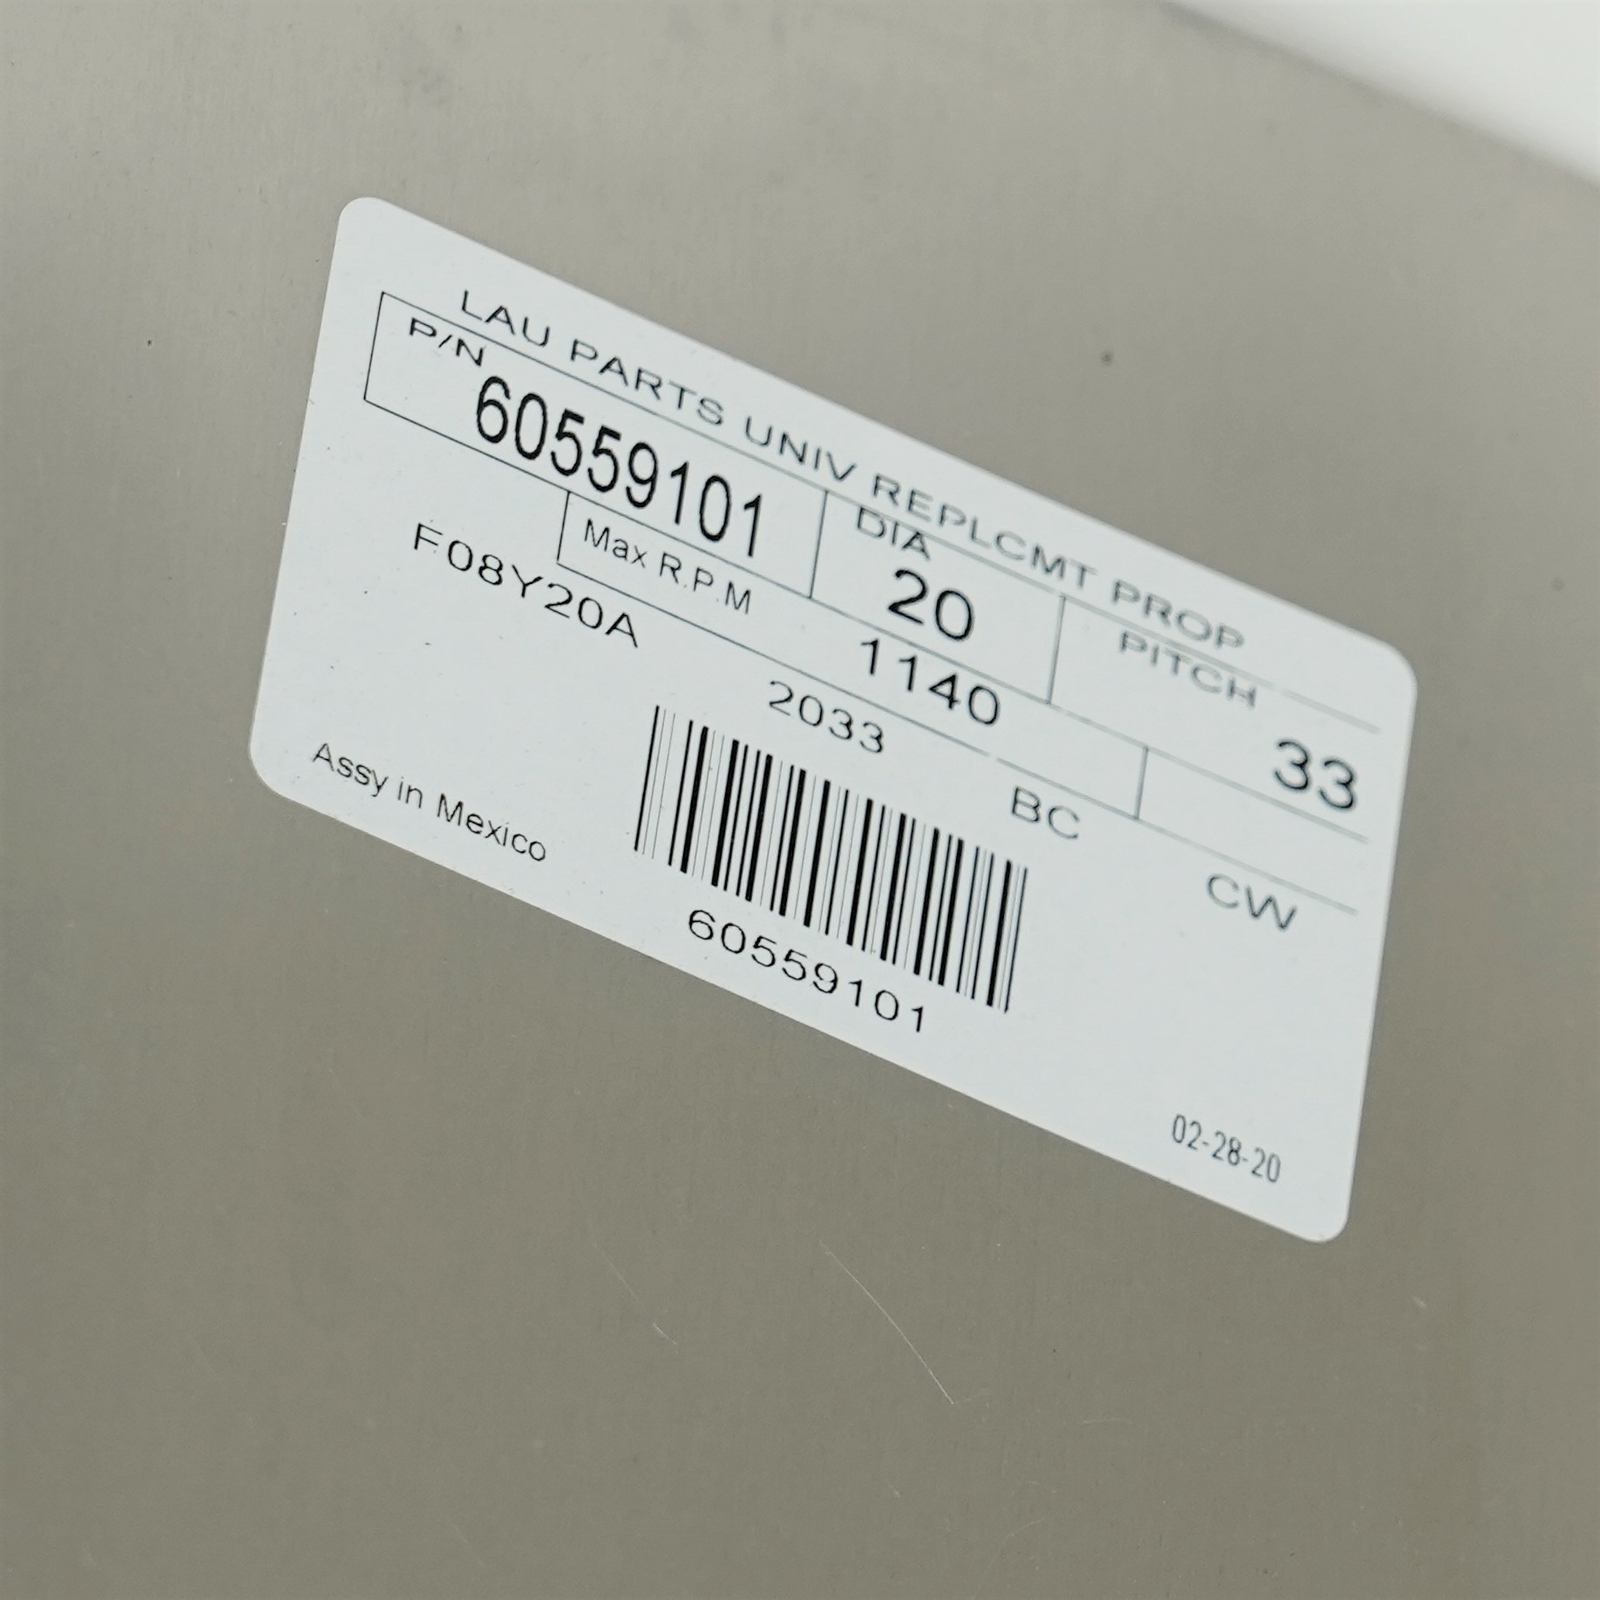 LAU PARTS UNIV REPLCMT PROP
P/N DIA PITCH
60559101 20 33
Max R.P.M 1140
F08Y20A 2033 BC CW
60559101
Assy in Mexico
02-28-20